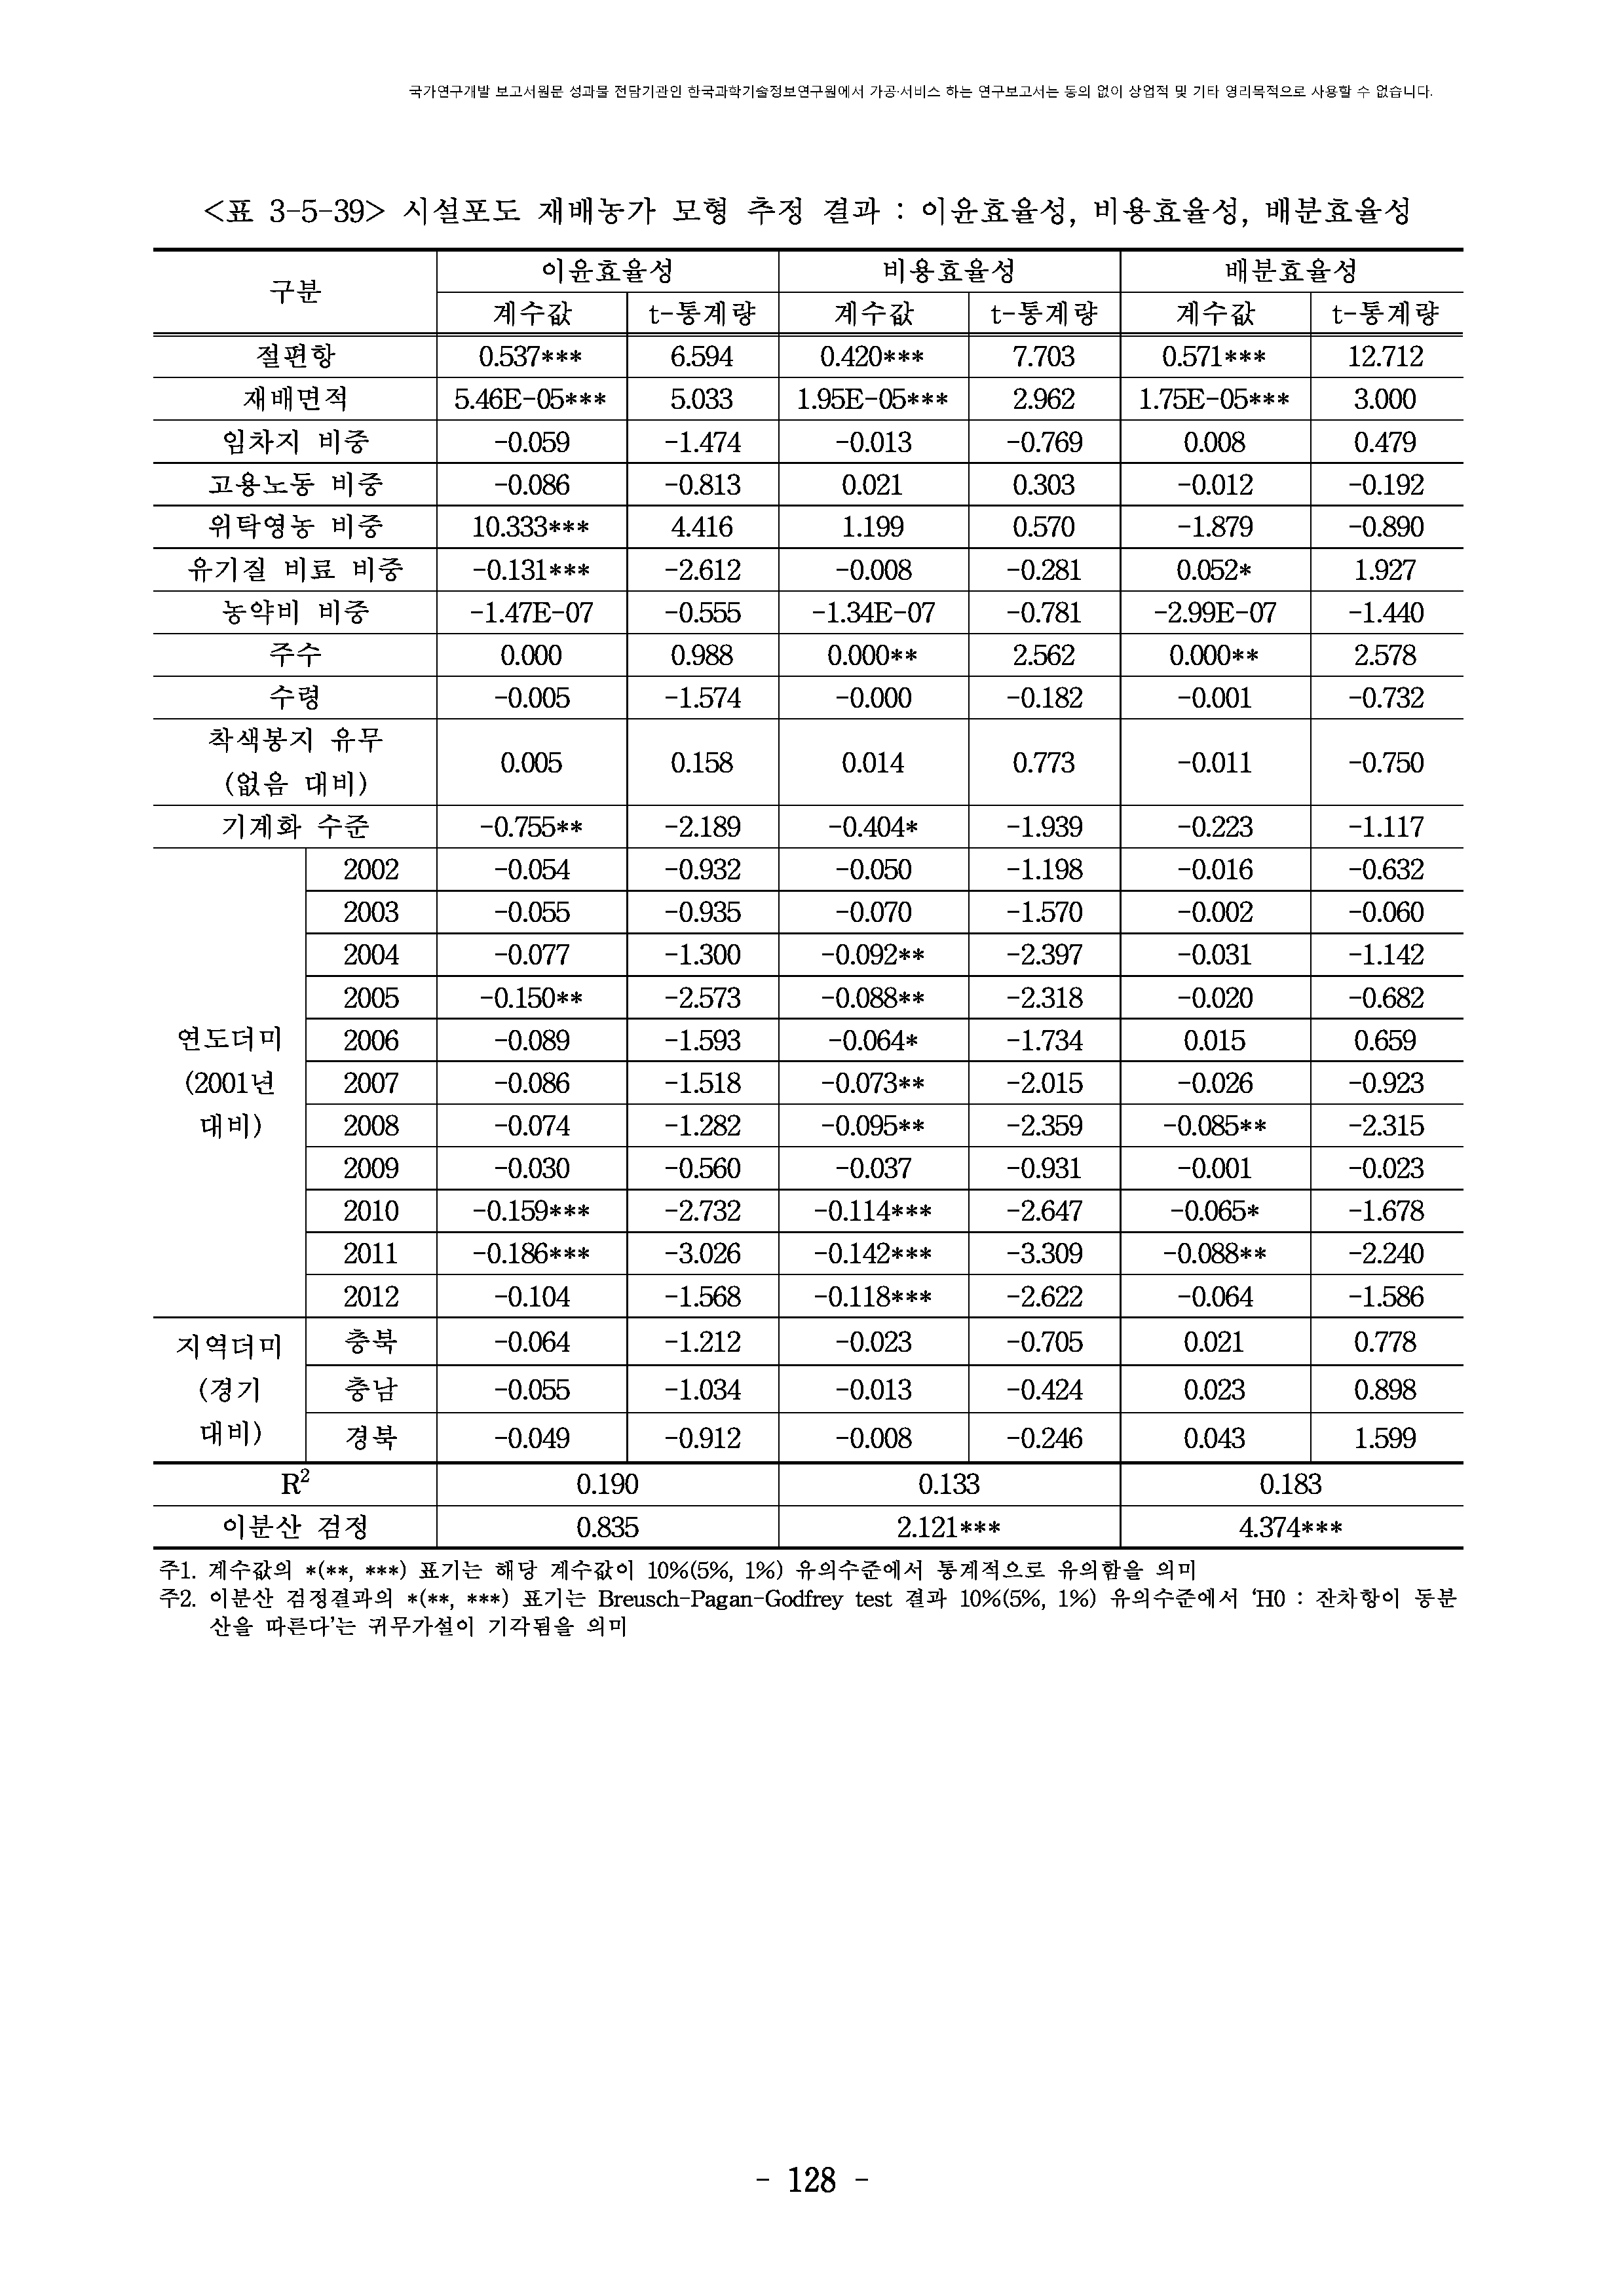 국가연구개발 보고서원문 성과물 전담기관인 한국과학기술정보연구원에서 가공·서비스 하는 연구보고서는 동의 없이 상업적 및 기타 영리목적으로 사용할 수 없습니다.
<표 3-5-39> 시설포도 재배농가 모형 추정 결과 : 이윤효율성, 비용효율성, 배분효율성
구분 이윤효율성 비용효율성 배분효율성
계수값 t-통계량 계수값 t-통계량 계수값 t-통계량
절편항 0.537*** 6.594 0.420*** 7.703 0.571*** 12.712
재배면적 5.46E-05*** 5.033 1.95E-05*** 2.962 1.75E-05*** 3.000
임차지 비중 -0.059 -1.474 -0.013 -0.769 0.008 0.479
고용노동 비중 -0.086 -0.813 0.021 0.303 -0.012 -0.192
위탁영농 비중 10.333*** 4.416 1.199 0.570 -1.879 -0.890
유기질 비료 비중 -0.131*** -2.612 -0.008 -0.281 0.052* 1.927
농약비 비중 -1.47E-07 -0.555 -1.34E-07 -0.781 -2.99E-07 -1.440
주수 0.000 0.988 0.000** 2.562 0.000** 2.578
수령 -0.005 -1.574 -0.000 -0.182 -0.001 -0.732
착색봉지 유무
(없음 대비) 0.005 0.158 0.014 0.773 -0.011 -0.750
기계화 수준 -0.755** -2.189 -0.404* -1.939 -0.223 -1.117
2002 -0.054 -0.932 -0.050 -1.198 -0.016 -0.632
2003 -0.055 -0.935 -0.070 -1.570 -0.002 -0.060
2004 -0.077 -1.300 -0.092** -2.397 -0.031 -1.142
2005 -0.150** -2.573 -0.088** -2.318 -0.020 -0.682
연도더미 2006 -0.089 -1.593 -0.064* -1.734 0.015 0.659
(2001년 2007 -0.086 -1.518 -0.073** -2.015 -0.026 -0.923
대비) 2008 -0.074 -1.282 -0.095** -2.359 -0.085** -2.315
2009 -0.030 -0.560 -0.037 -0.931 -0.001 -0.023
2010 -0.159*** -2.732 -0.114*** -2.647 -0.065* -1.678
2011 -0.186*** -3.026 -0.142*** -3.309 -0.088** -2.240
2012 -0.104 -1.568 -0.118*** -2.622 -0.064 -1.586
지역더미 충북 -0.064 -1.212 -0.023 -0.705 0.021 0.778
(경기 충남 -0.055 -1.034 -0.013 -0.424 0.023 0.898
대비) 경북 -0.049 -0.912 -0.008 -0.246 0.043 1.599
R² 0.190 0.133 0.183
이분산 검정 0.835 2.121*** 4.374***
주1. 계수값의 *(**, ***) 표기는 해당 계수값이 10%(5%, 1%) 유의수준에서 통계적으로 유의함을 의미
주2. 이분산 검정결과의 *(**, ***) 표기는 Breusch-Pagan-Godfrey test 결과 10%(5%, 1%) 유의수준에서 ‘H0 : 잔차항이 동분
산을 따른다’는 귀무가설이 기각됨을 의미
- 128 -